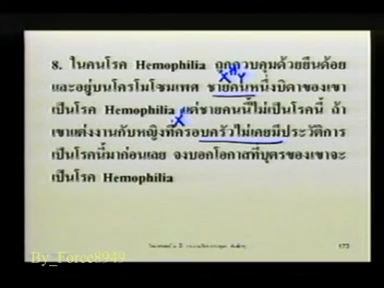 8. ในคนโรค Hemophilia ถูกควบคุมด้วยยีนด้อย
X^H Y
และอยู่บนโครโมโซมเพศ ชายคนหนึ่งบิดาของเขา
เป็นโรค Hemophilia แต่ชายคนนี้ไม่เป็นโรคนี้ ถ้า
X
เขาแต่งงานกับหญิงที่ครอบครัวไม่เคยมีประวัติการ
เป็นโรคนี้มาก่อนเลย จงบอกโอกาสที่บุตรของเขาจะ
เป็นโรค Hemophilia
By_Force8949